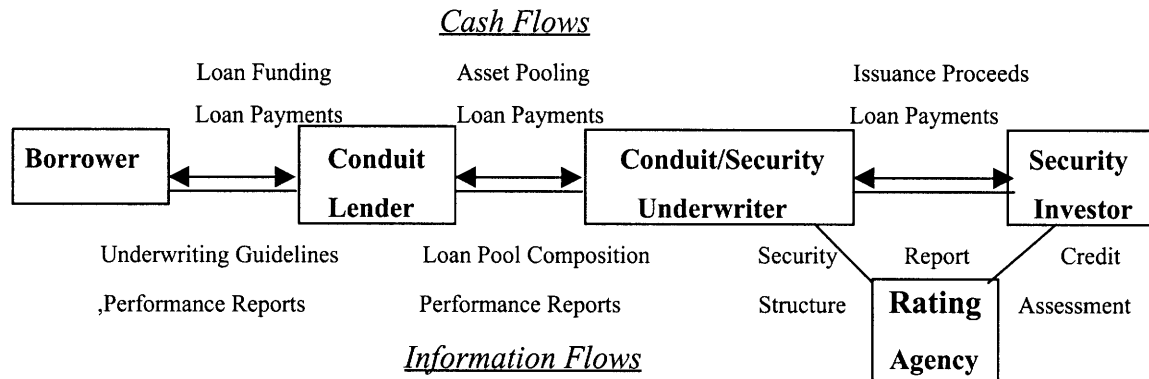 Cash Flows
Loan Funding Asset Pooling Issuance Proceeds
Loan Payments Loan Payments Loan Payments
Borrower Conduit Conduit/Security Security
Lender Underwriter Investor
Underwriting Guidelines Loan Pool Composition Security Report Credit
,Performance Reports Performance Reports Structure Rating Assessment
Agency
Information Flows